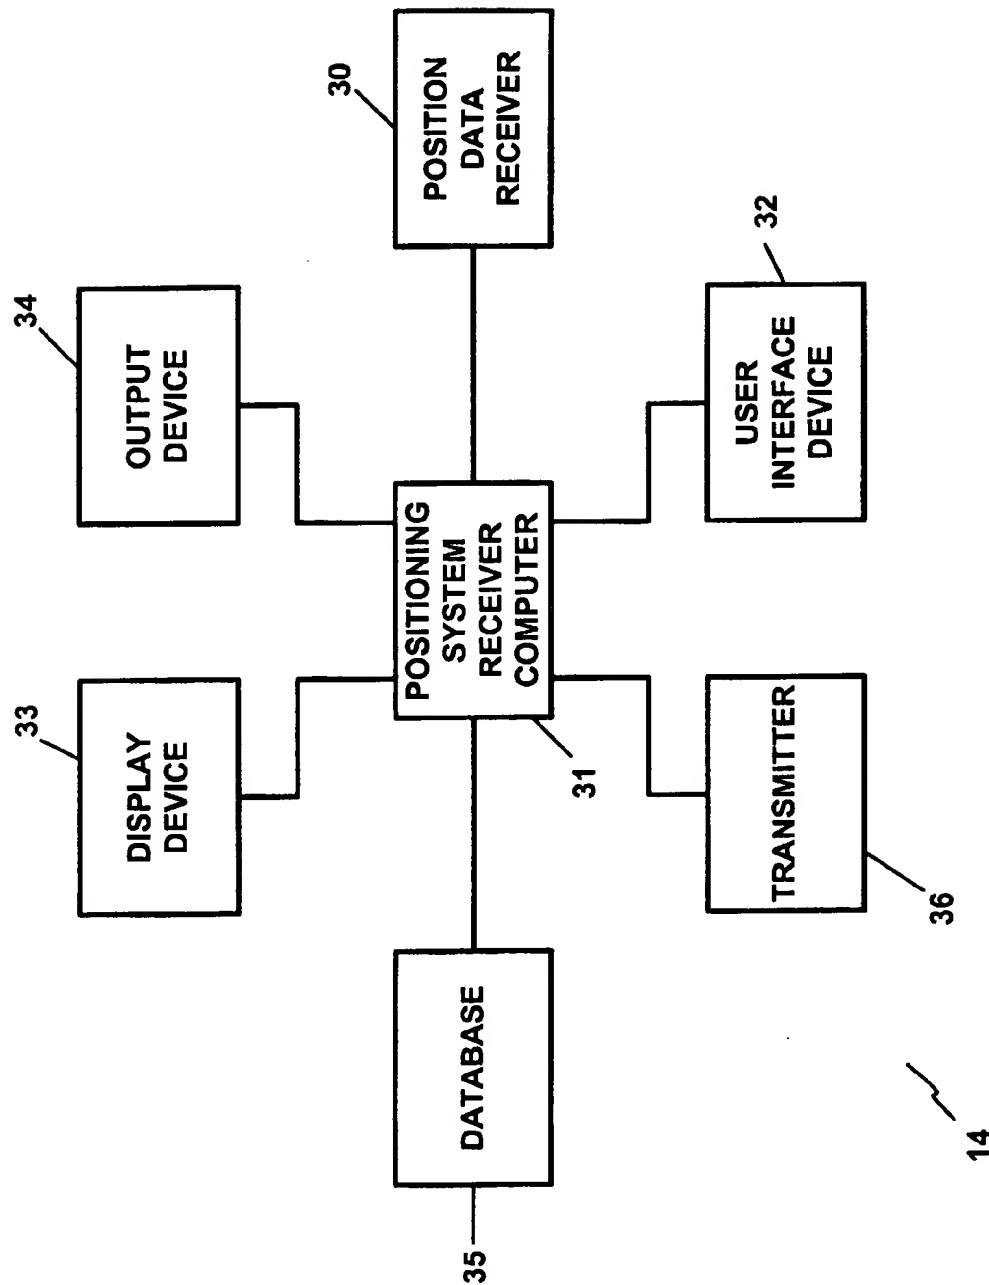 33
DISPLAY
DEVICE
34
OUTPUT
DEVICE
35
DATABASE
POSITIONING
SYSTEM
RECEIVER
COMPUTER
31
30
POSITION
DATA
RECEIVER
36
TRANSMITTER
USER
INTERFACE
DEVICE
32
14